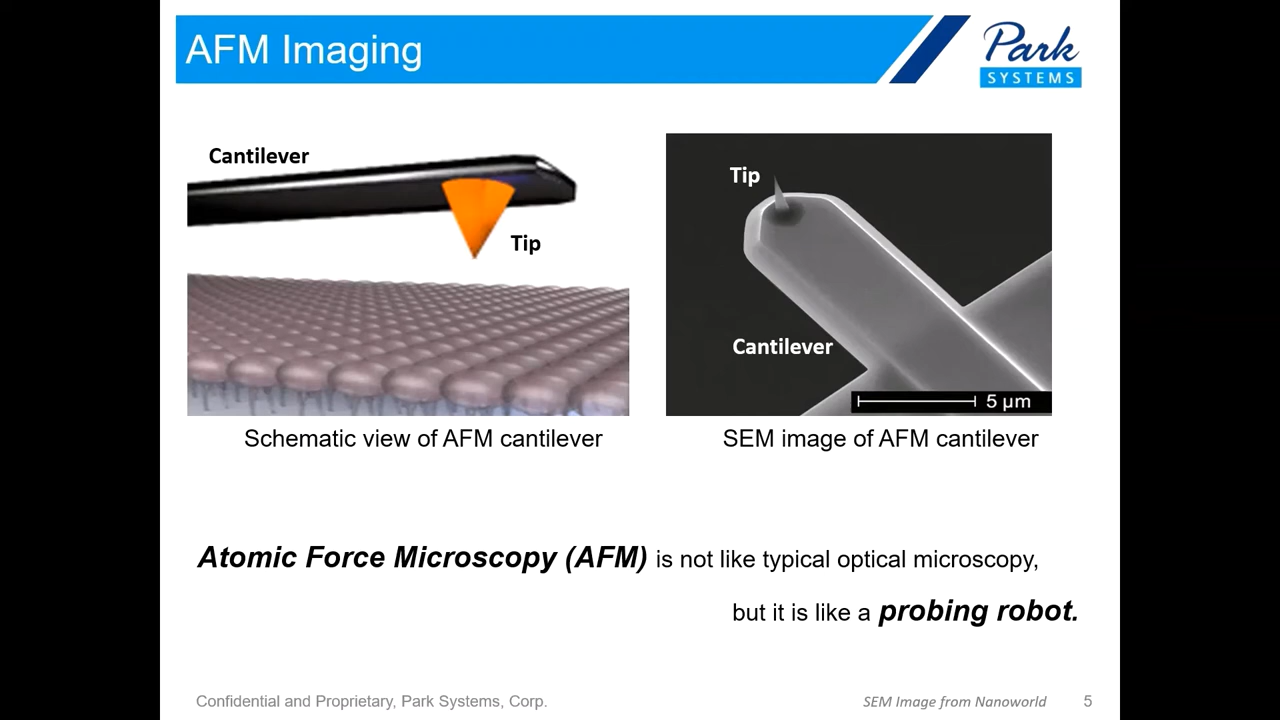 AFM Imaging
Park
SYSTEMS
Cantilever
Tip
Tip
Cantilever
5 µm
Schematic view of AFM cantilever
SEM image of AFM cantilever
Atomic Force Microscopy (AFM) is not like typical optical microscopy,
but it is like a probing robot.
Confidential and Proprietary, Park Systems, Corp.
SEM Image from Nanoworld
5